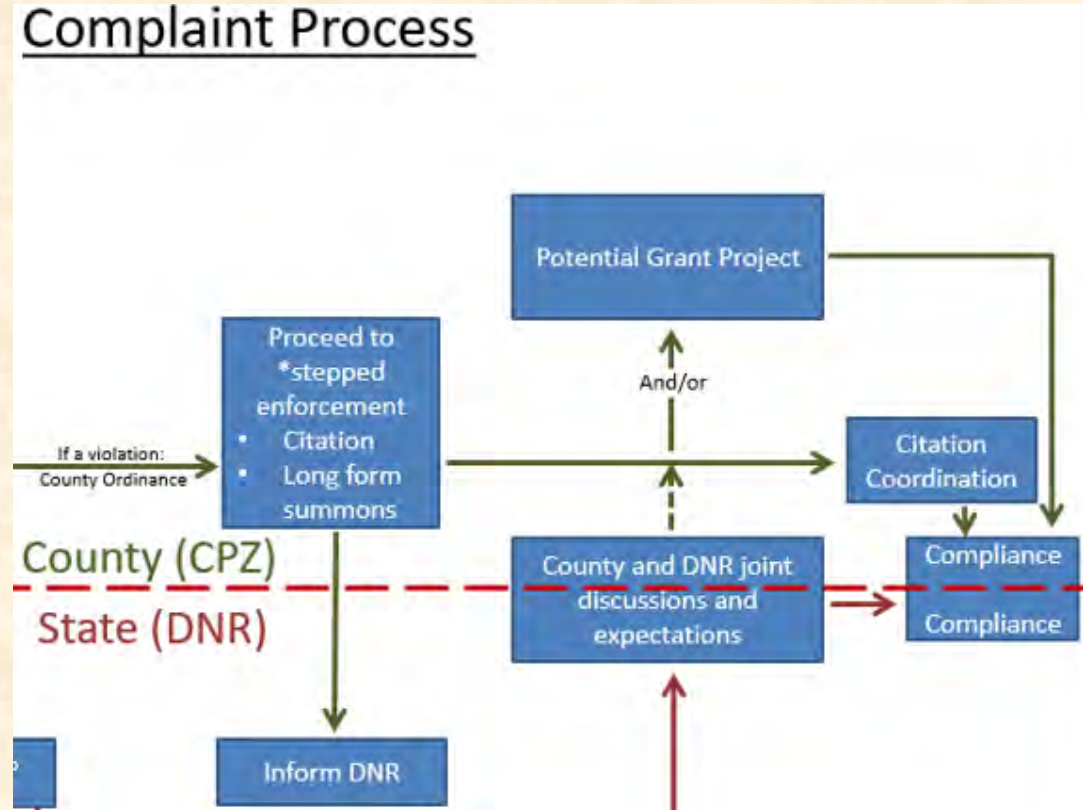 Complaint Process
Potential Grant Project
Proceed to
*stepped
enforcement
• Citation
• Long form
summons
And/or
If a violation:
County Ordinance
Citation
Coordination
County (CPZ)
State (DNR)
County and DNR joint
discussions and
expectations
Compliance
Compliance
Inform DNR